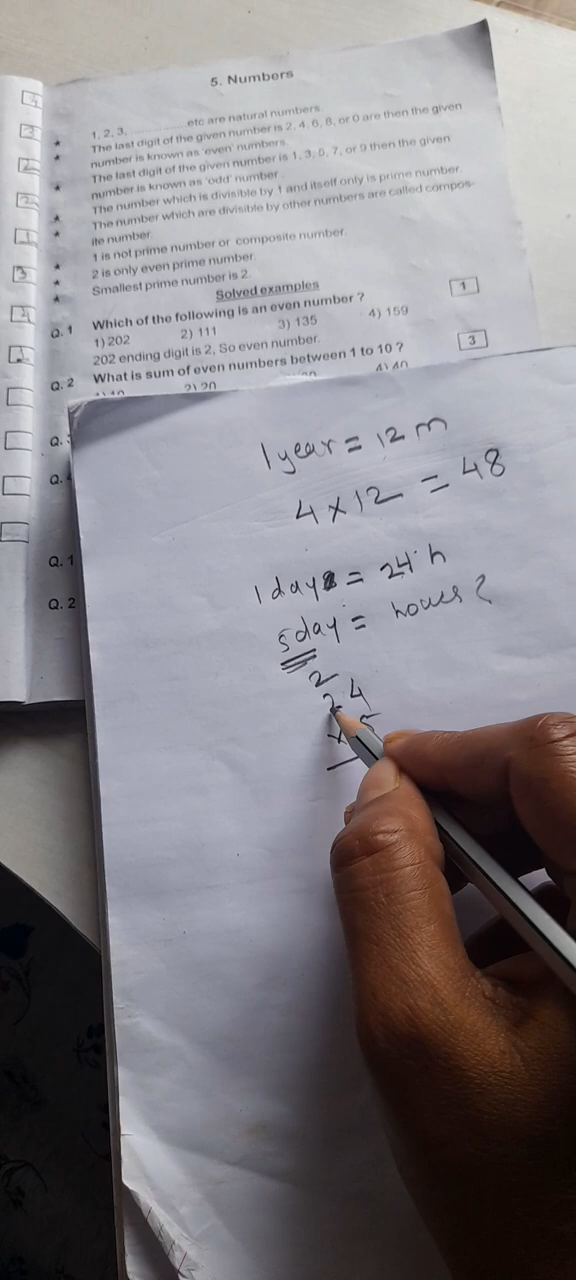 5. Numbers
1, 2, 3, ............ etc are natural numbers.
The last digit of the given number is 2, 4, 6, 8, or 0 are then the given
number is known as 'even' numbers.
The last digit of the given number is 1, 3, 5, 7, or 9 then the given
number is known as 'odd' number.
The number which is divisible by 1 and itself only is prime number.
The number which are divisible by other numbers are called compos-
ite number.
1 is not prime number or composite number.
2 is only even prime number.
Smallest prime number is 2.
Solved examples
Q. 1 Which of the following is an even number ? 1
1) 202 2) 111 3) 135 4) 159
202 ending digit is 2, So even number.
Q. 2 What is sum of even numbers between 1 to 10 ? 3
2) 20 4) 40
Q.
Q.
Q. 1
Q. 2
1 year = 12 m
4 x 12 = 48
1 day = 24 h
5 day = hours ?
2
24
x 5